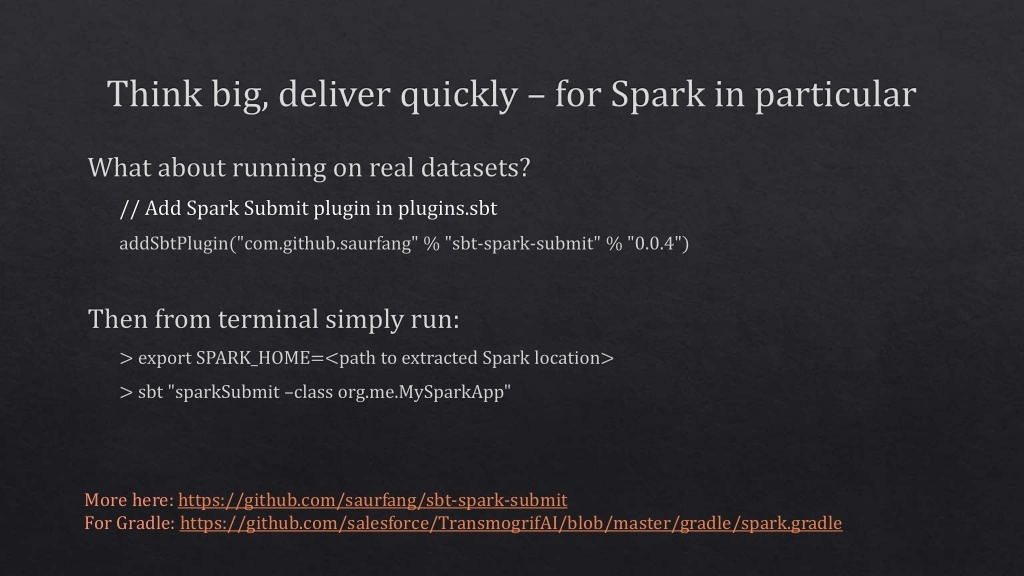 Think big, deliver quickly – for Spark in particular
What about running on real datasets?
// Add Spark Submit plugin in plugins.sbt
addSbtPlugin("com.github.saurfang" % "sbt-spark-submit" % "0.0.4")
Then from terminal simply run:
> export SPARK_HOME=<path to extracted Spark location>
> sbt "sparkSubmit –class org.me.MySparkApp"
More here: https://github.com/saurfang/sbt-spark-submit
For Gradle: https://github.com/salesforce/TransmogrifAI/blob/master/gradle/spark.gradle